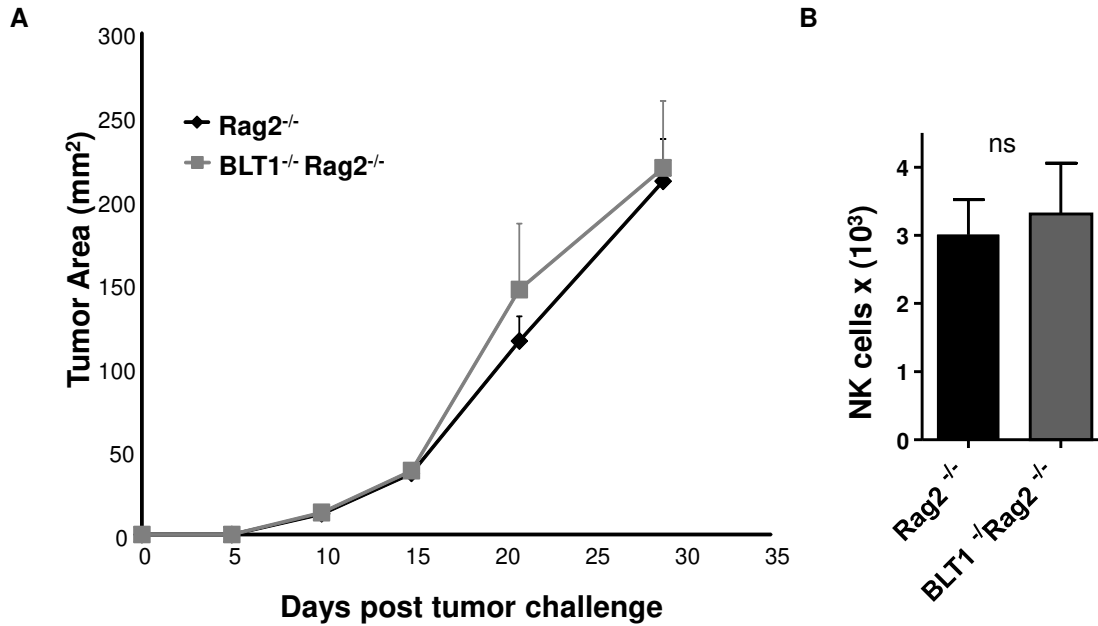 A
B
300
250
200
150
100
50
0
Tumor Area (mm²)
Rag2-/-
BLT1-/- Rag2-/-
0 5 10 15 20 25 30 35
Days post tumor challenge
ns
4
3
2
1
0
NK cells x (10³)
Rag2 -/-
BLT1 -/Rag2 -/-